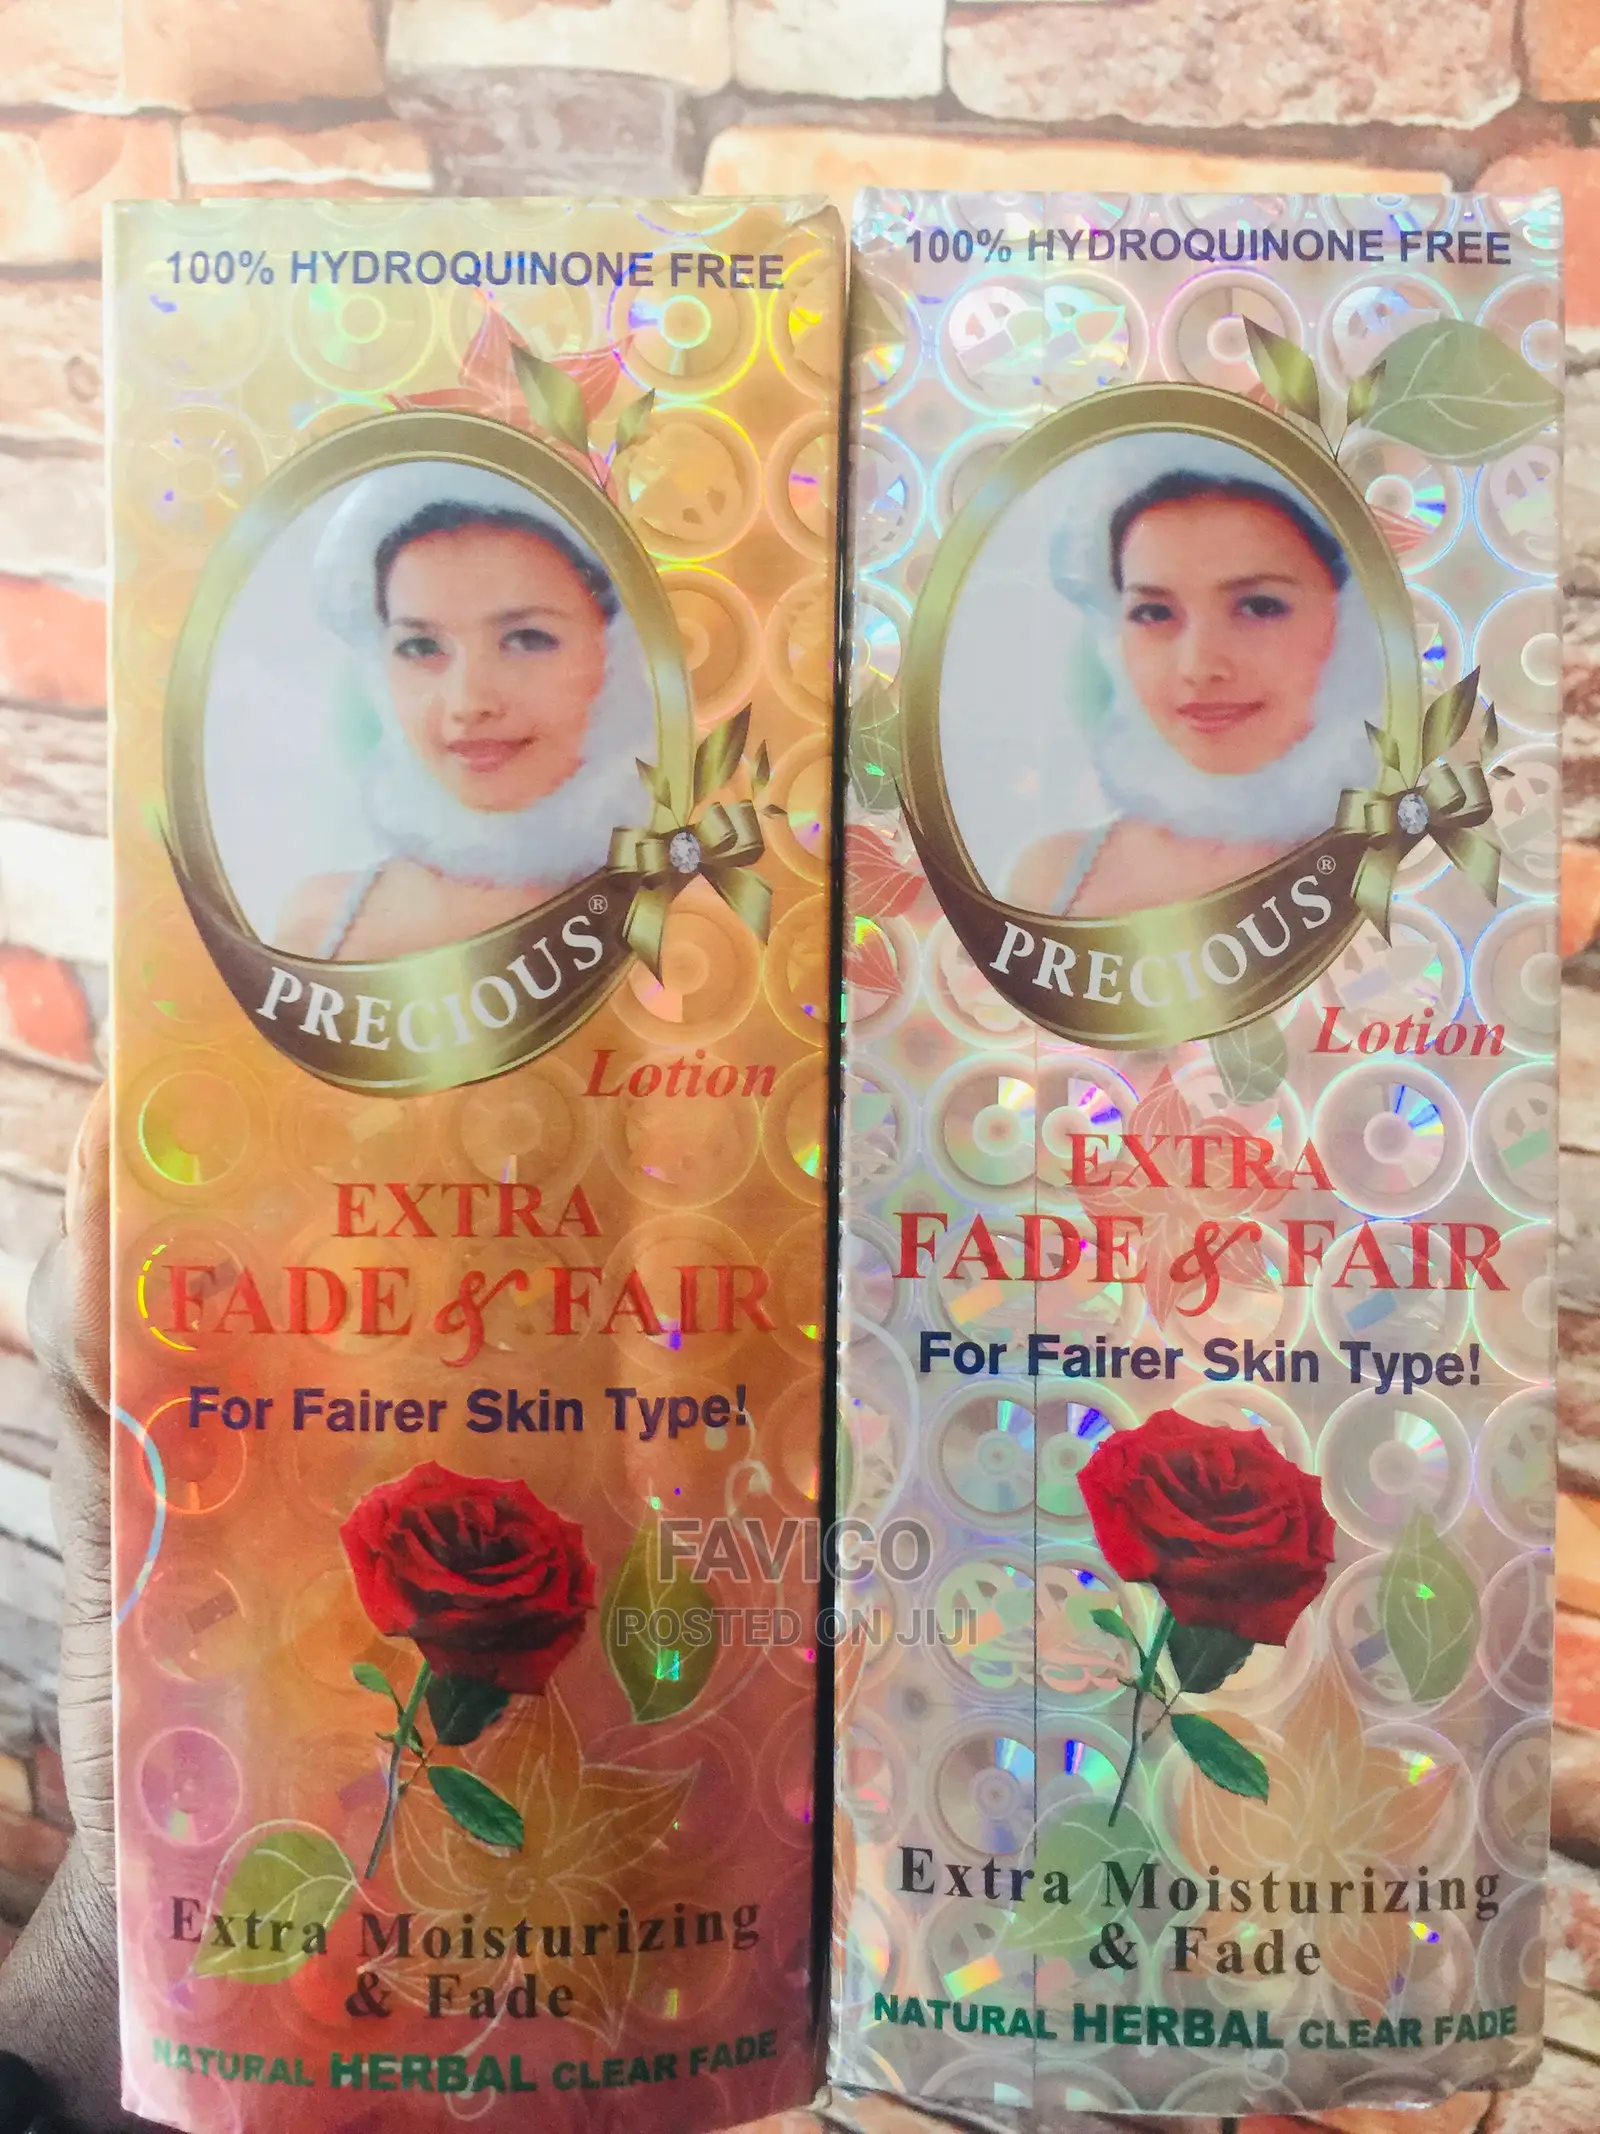 100% HYDROQUINONE FREE
PRECIOUS®
Lotion
EXTRA
FADE & FAIR
For Fairer Skin Type!
Extra Moisturizing
& Fade
NATURAL HERBAL CLEAR FADE
100% HYDROQUINONE FREE
PRECIOUS®
Lotion
EXTRA
FADE & FAIR
For Fairer Skin Type!
Extra Moisturizing
& Fade
NATURAL HERBAL CLEAR FADE
FAVICO
POSTED ON JIJI